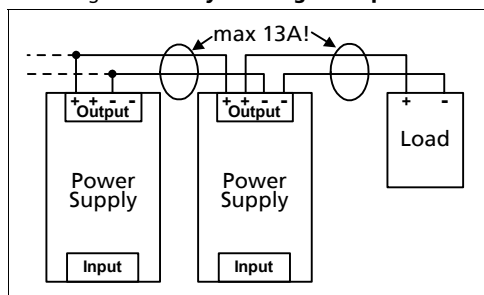 max 13A!
+ + - -
Output
+ + - -
Output
+ -
Load
Power
Supply
Power
Supply
Input
Input